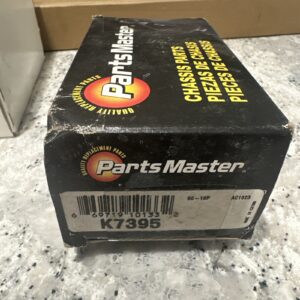 QUALITY REPLACEMENT PARTS
PartsMaster
CHASSIS PARTS
PIEZAS DE CHASIS
PIECES DE CHASSIS
QUALITY REPLACEMENT PARTS
PartsMaster
K7395